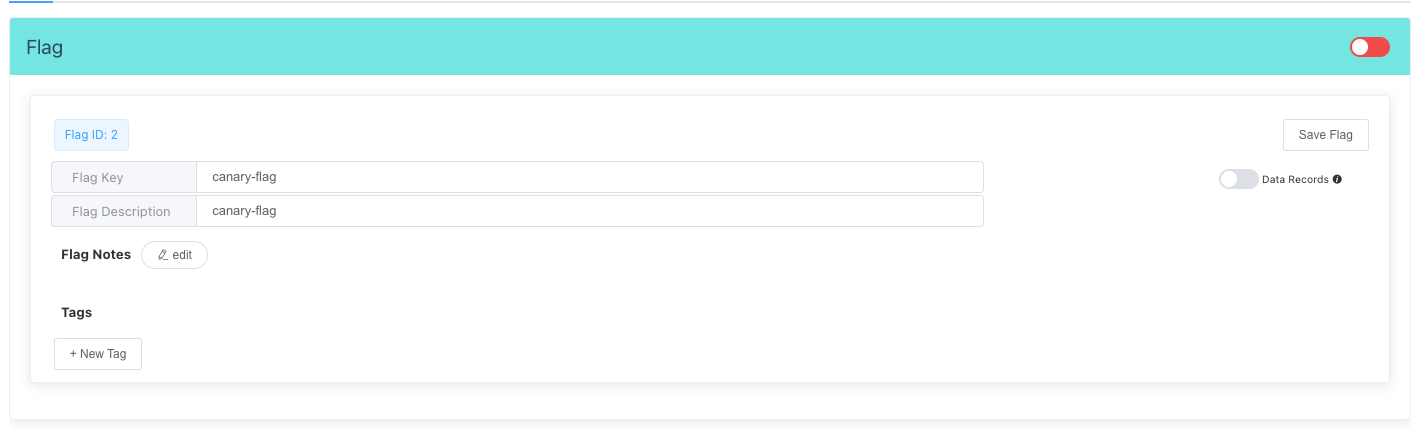 Flag
Flag ID: 2
Save Flag
Flag Key canary-flag
Data Records
Flag Description canary-flag
Flag Notes edit
Tags
+ New Tag